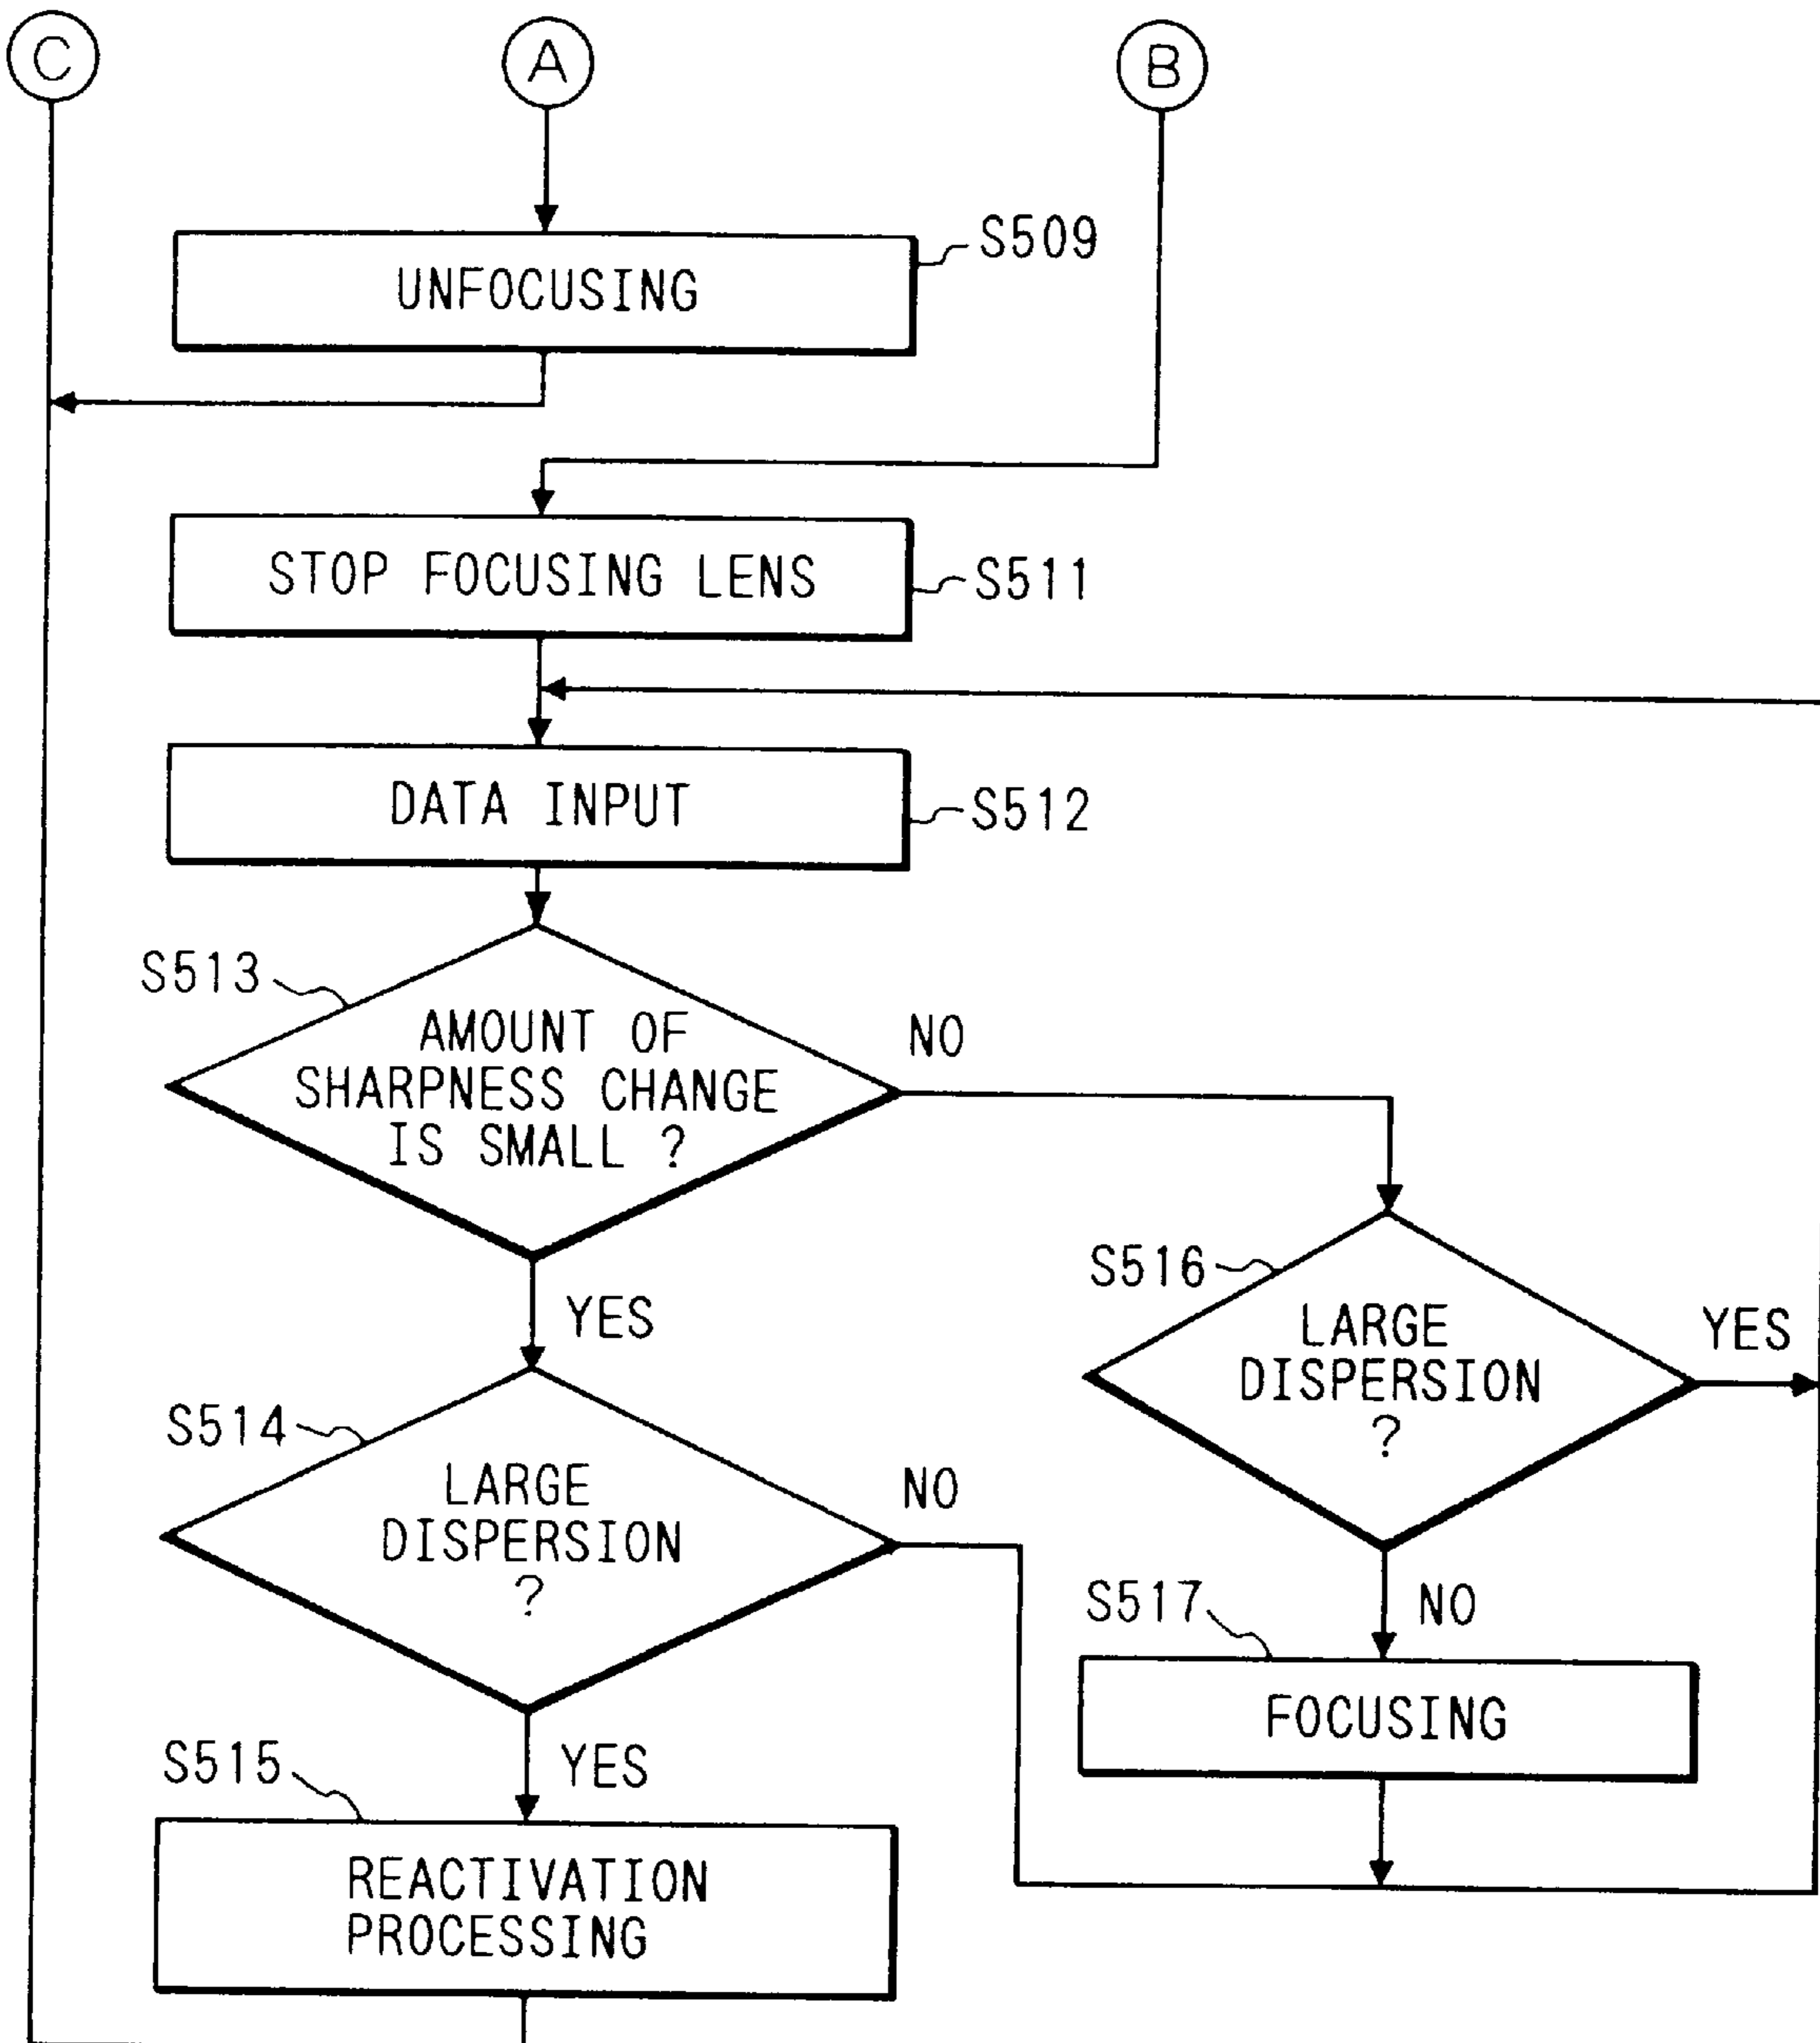 C
A
B
UNFOCUSING
S509
STOP FOCUSING LENS
S511
DATA INPUT
S512
S513
AMOUNT OF
SHARPNESS CHANGE
IS SMALL ?
NO
YES
S516
LARGE
DISPERSION
?
YES
S514
LARGE
DISPERSION
?
NO
NO
S517
FOCUSING
YES
S515
REACTIVATION
PROCESSING